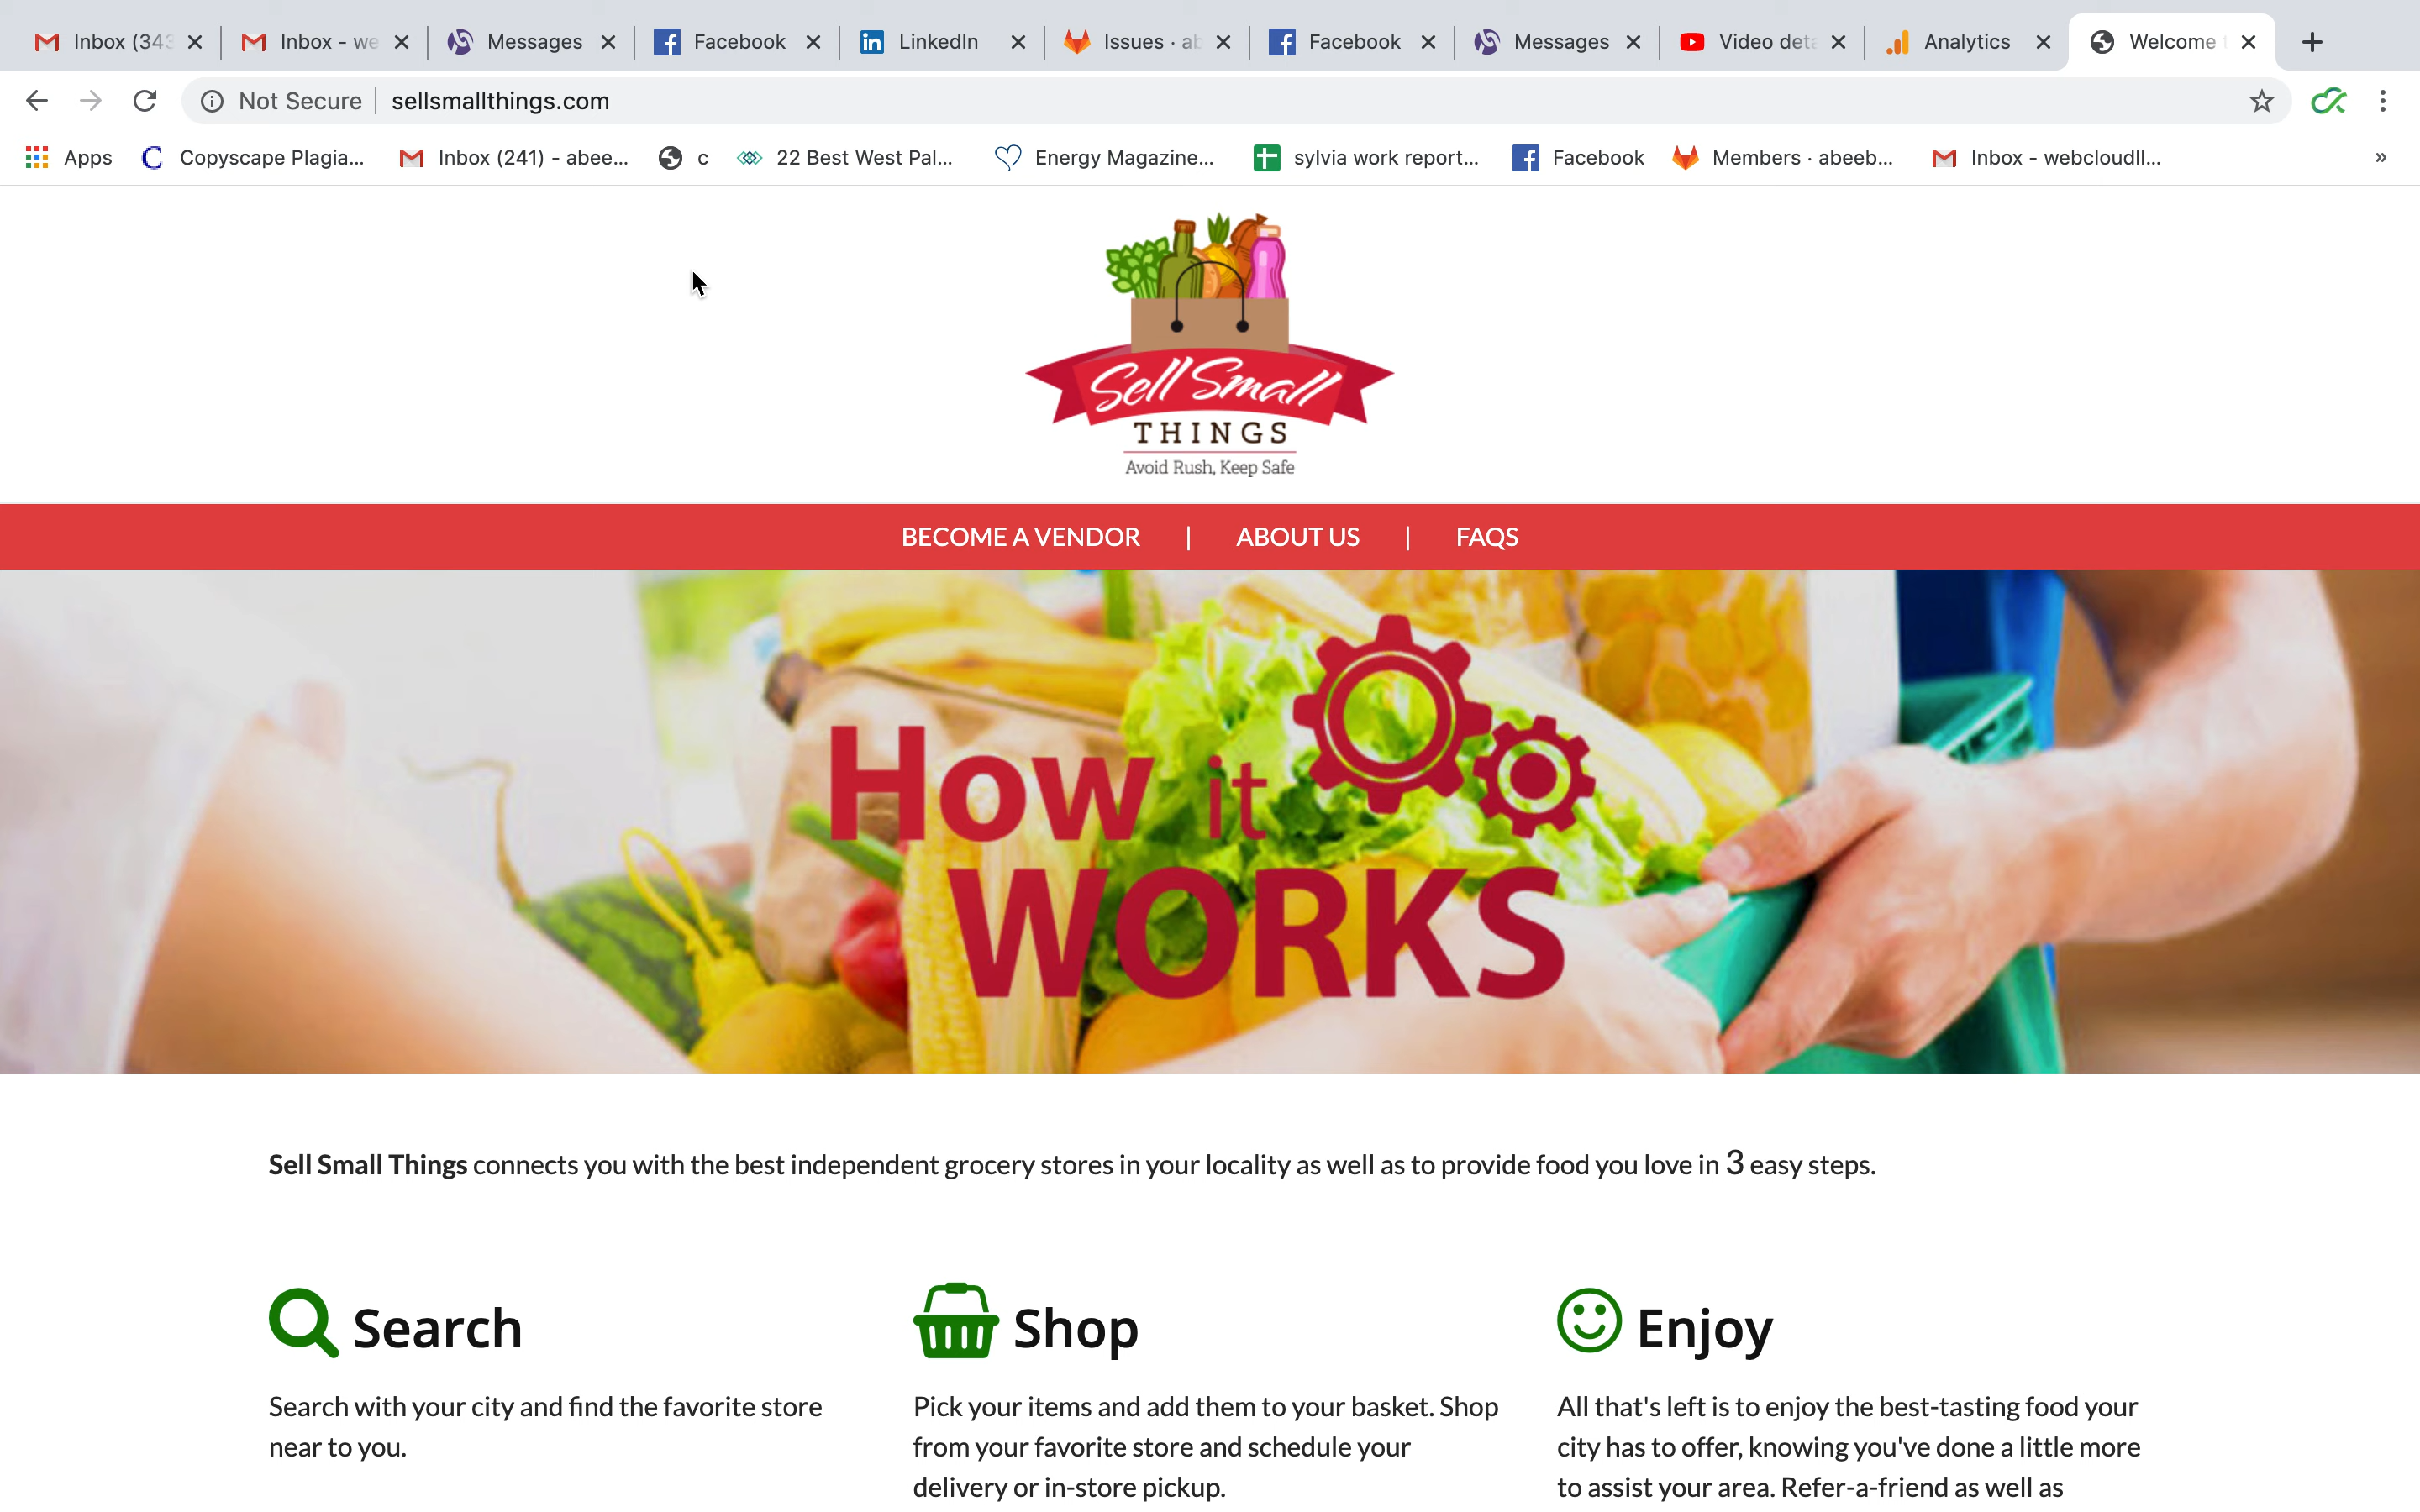 Inbox (343
Inbox - we
Messages
Facebook
LinkedIn
Issues · ab
Facebook
Messages
Video deta
Analytics
Welcome
Not Secure | sellsmallthings.com
Apps
Copyscape Plagia...
Inbox (241) - abee...
c
22 Best West Pal...
Energy Magazine...
sylvia work report...
Facebook
Members · abeeb...
Inbox - webcloudll...
»
Sell Small
THINGS
Avoid Rush, Keep Safe
BECOME A VENDOR | ABOUT US | FAQS
How it
WORKS
Sell Small Things connects you with the best independent grocery stores in your locality as well as to provide food you love in 3 easy steps.
Search
Search with your city and find the favorite store
near to you.
Shop
Pick your items and add them to your basket. Shop
from your favorite store and schedule your
delivery or in-store pickup.
Enjoy
All that's left is to enjoy the best-tasting food your
city has to offer, knowing you've done a little more
to assist your area. Refer-a-friend as well as